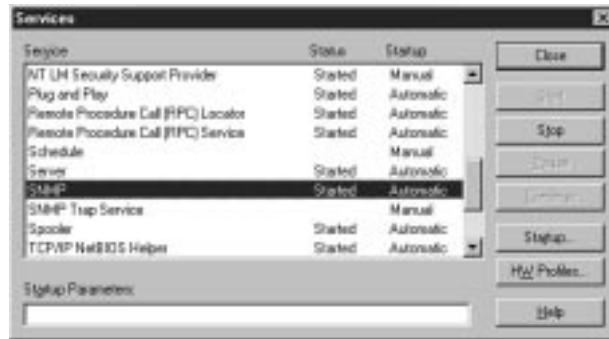 Services
Service Status Startup
NT LM Security Support Provider Started Manual
Plug and Play Started Automatic
Remote Procedure Call (RPC) Locator Started Automatic
Remote Procedure Call (RPC) Service Started Automatic
Schedule Manual
Server Started Automatic
SNMP Started Automatic
SNMP Trap Service Manual
Spooler Started Automatic
TCP/IP NetBIOS Helper Started Automatic
Startup Parameters:
Close
Start
Stop
Pause
Continue
Startup...
HW Profiles...
Help